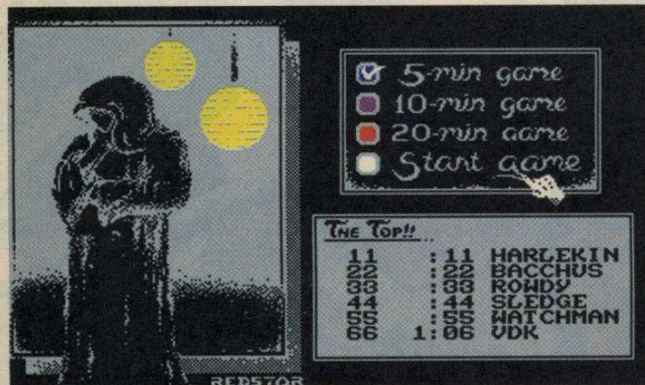 5-min game
10-min game
20-min game
Start game
THE TOP!!..
11 :11 HARLEKIN
22 :22 BACCHUS
33 :33 ROWDY
44 :44 SLEDGE
55 :55 WATCHMAN
66 1:06 VDK
REDSTAR